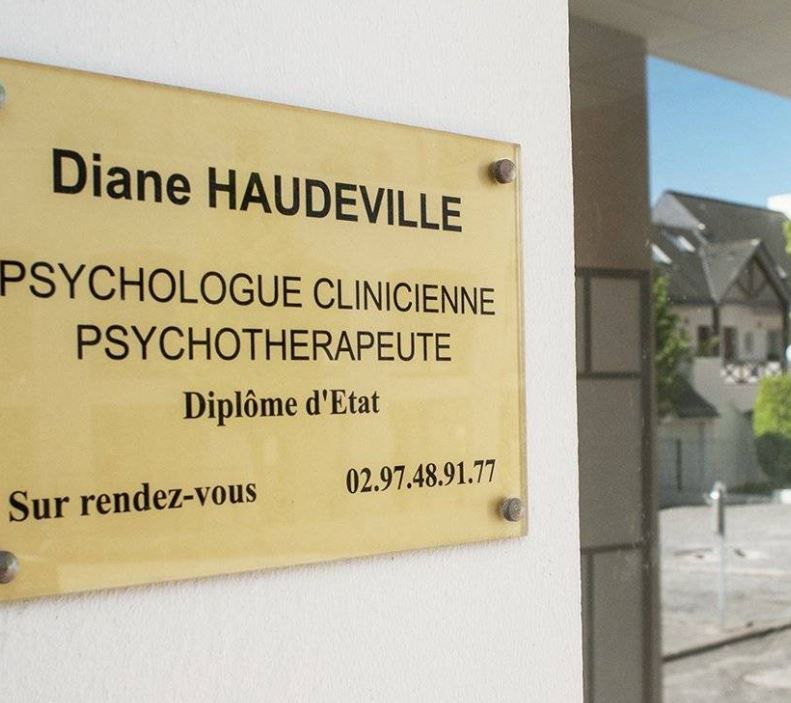 Diane HAUDEVILLE
PSYCHOLOGUE CLINICIENNE
PSYCHOTHERAPEUTE
Diplôme d'Etat
Sur rendez-vous 02.97.48.91.77